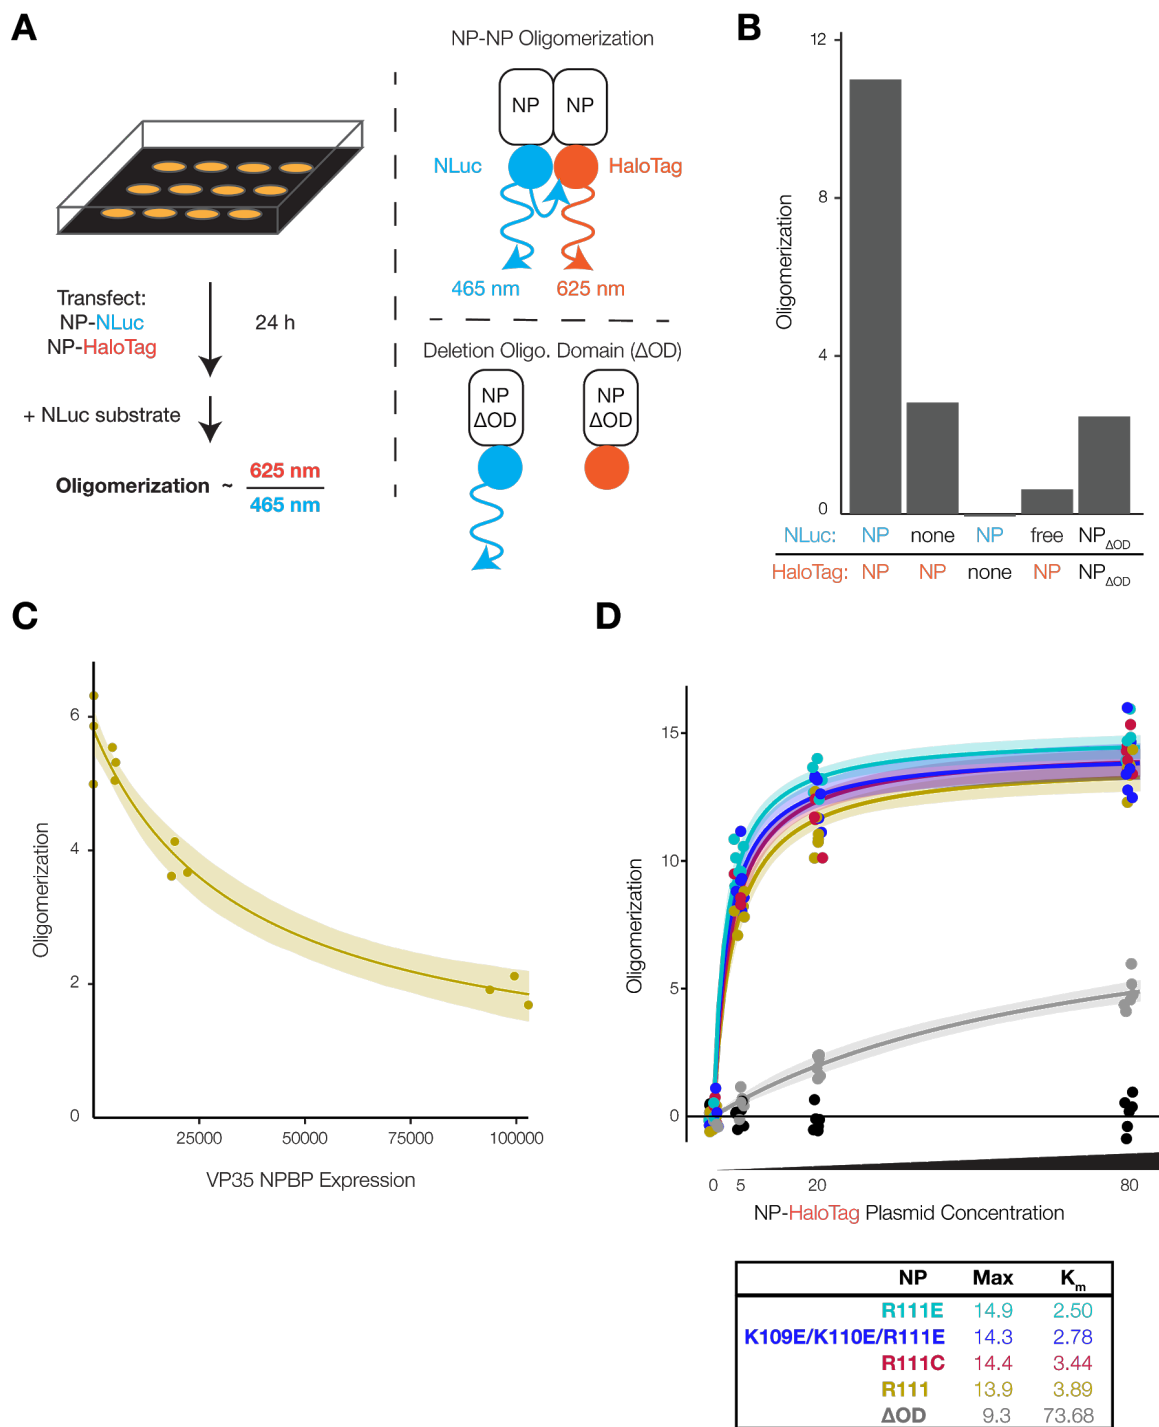 A
NP-NP Oligomerization
NP NP
NLuc HaloTag
465 nm 625 nm
Transfect:
NP-NLuc
NP-HaloTag
24 h
+ NLuc substrate
Oligomerization ~ 625 nm
465 nm
Deletion Oligo. Domain (ΔOD)
NP NP
ΔOD ΔOD
B
12
8
4
0
Oligomerization
NLuc: NP none NP free NPΔOD
HaloTag: NP NP none NP NPΔOD
C
6
4
2
0
Oligomerization
25000 50000 75000 100000
VP35 NPBP Expression
D
15
10
5
0
Oligomerization
0 5 20 80
NP-HaloTag Plasmid Concentration
NP Max Km
R111E 14.9 2.50
K109E/K110E/R111E 14.3 2.78
R111C 14.4 3.44
R111 13.9 3.89
ΔOD 9.3 73.68